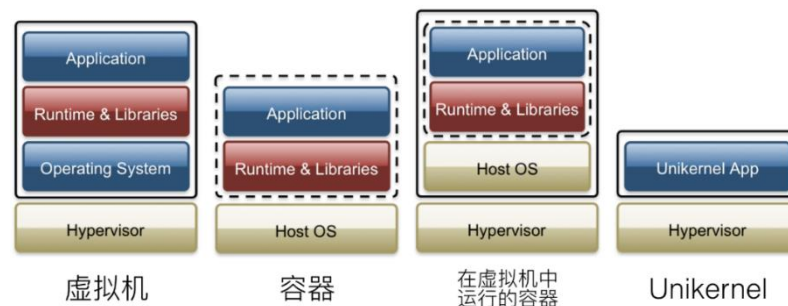 Application
Runtime & Libraries
Operating System
Hypervisor
虚拟机
Application
Runtime & Libraries
Host OS
容器
Application
Runtime & Libraries
Host OS
Hypervisor
在虚拟机中
运行的容器
Unikernel App
Hypervisor
Unikernel